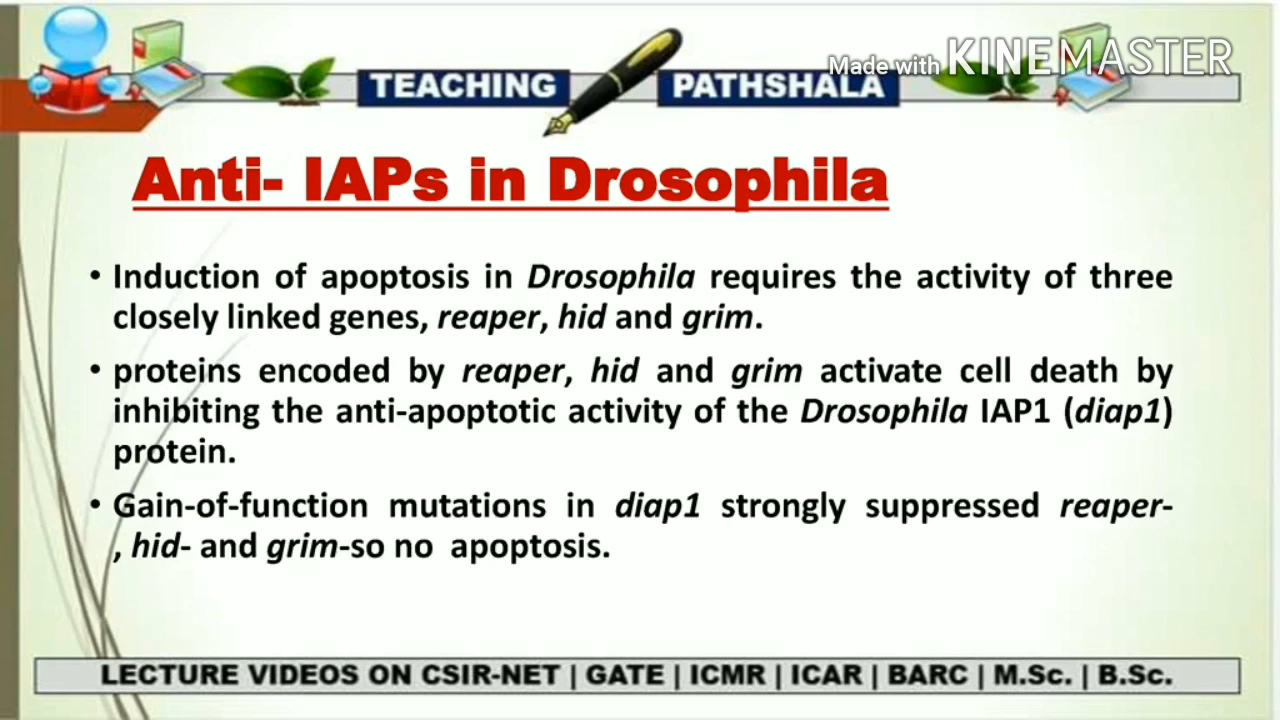 Made with KINEMASTER
TEACHING PATHSHALA
Anti- IAPs in Drosophila
• Induction of apoptosis in Drosophila requires the activity of three
closely linked genes, reaper, hid and grim.
• proteins encoded by reaper, hid and grim activate cell death by
inhibiting the anti-apoptotic activity of the Drosophila IAP1 (diap1)
protein.
• Gain-of-function mutations in diap1 strongly suppressed reaper-
, hid- and grim-so no apoptosis.
LECTURE VIDEOS ON CSIR-NET | GATE | ICMR | ICAR | BARC | M.Sc. | B.Sc.